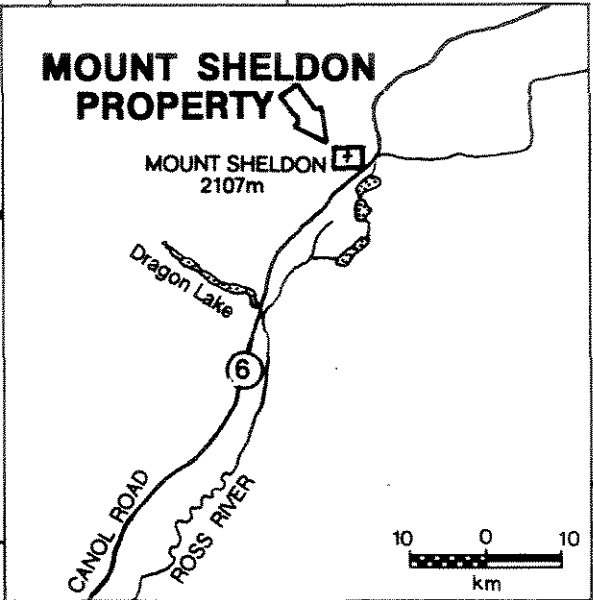 MOUNT SHELDON
PROPERTY
MOUNT SHELDON
2107m
Dragon Lake
6
CANOL ROAD
ROSS RIVER
10 0 10
km